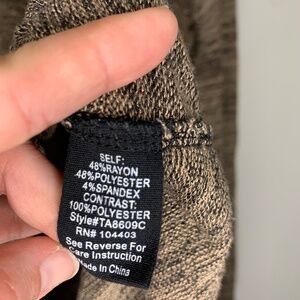 SELF:
48%RAYON
48%POLYESTER
4%SPANDEX
CONTRAST:
100%POLYESTER
Style#TA8609C
RN# 104403
See Reverse For
Care Instruction
Made In China